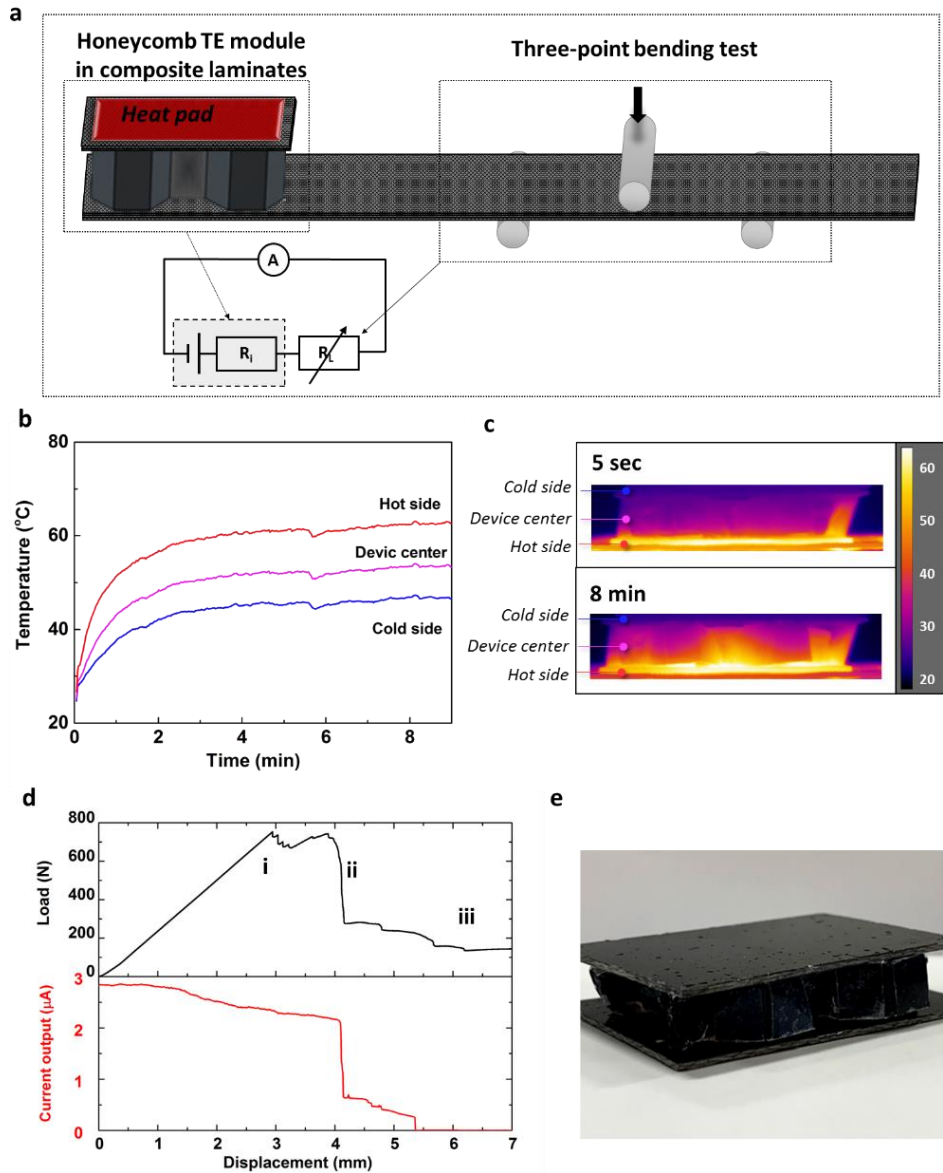 a
Honeycomb TE module
in composite laminates
Three-point bending test
Heat pad
A
Ri
RL
b
80
60
40
20
Temperature (°C)
Hot side
Devic center
Cold side
0
2
4
6
8
Time (min)
c
5 sec
Cold side
Device center
Hot side
8 min
Cold side
Device center
Hot side
60
50
40
30
20
d
800
600
400
200
0
Load (N)
i
ii
iii
3
2
1
0
Current output (µA)
0
1
2
3
4
5
6
7
Displacement (mm)
e